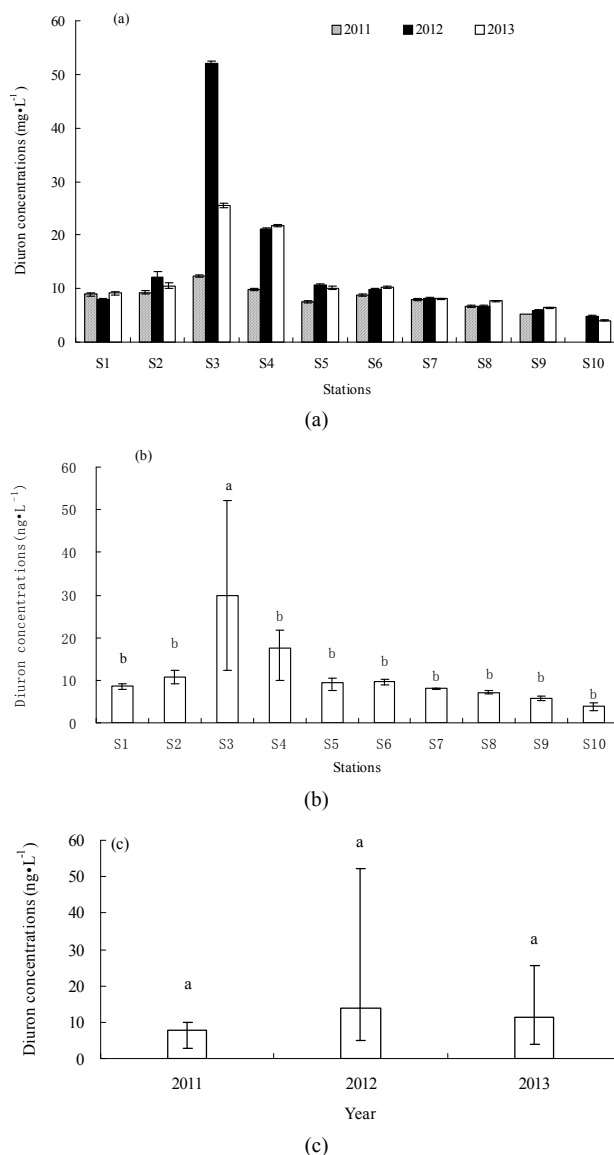 (a)
2011 2012 2013
60
50
40
30
20
10
0
Diuron concentrations (mg•L-1)
S1 S2 S3 S4 S5 S6 S7 S8 S9 S10
Stations
(a)
(b)
60
50
40
30
20
10
0
Diuron concentrations (ng•L-1)
a
b b b b b b b b b
S1 S2 S3 S4 S5 S6 S7 S8 S9 S10
Stations
(b)
(c)
60
50
40
30
20
10
0
Diuron concentrations (ng•L-1)
a a a
2011 2012 2013
Year
(c)